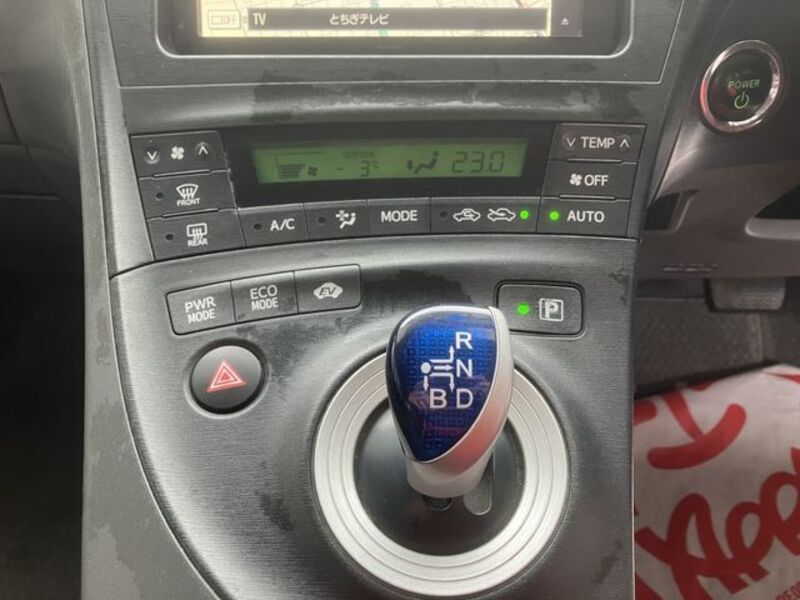 OFF TV とちぎテレビ
POWER
TEMP
OUTSIDE
-3℃ 23.0
FRONT
OFF
REAR
A/C
MODE
AUTO
PWR
MODE
ECO
MODE
EV
P
R
N
B D